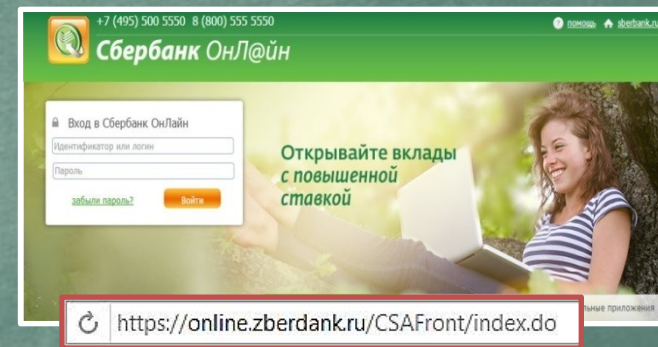 +7 (495) 500 5550 8 (800) 555 5550
помощь sberbank.ru
Сбербанк ОнЛ@йн
Вход в Сбербанк ОнЛайн
Идентификатор или логин
Пароль
забыли пароль? Войти
Открывайте вклады
с повышенной
ставкой
приложения
https://online.zberdank.ru/CSAFront/index.do